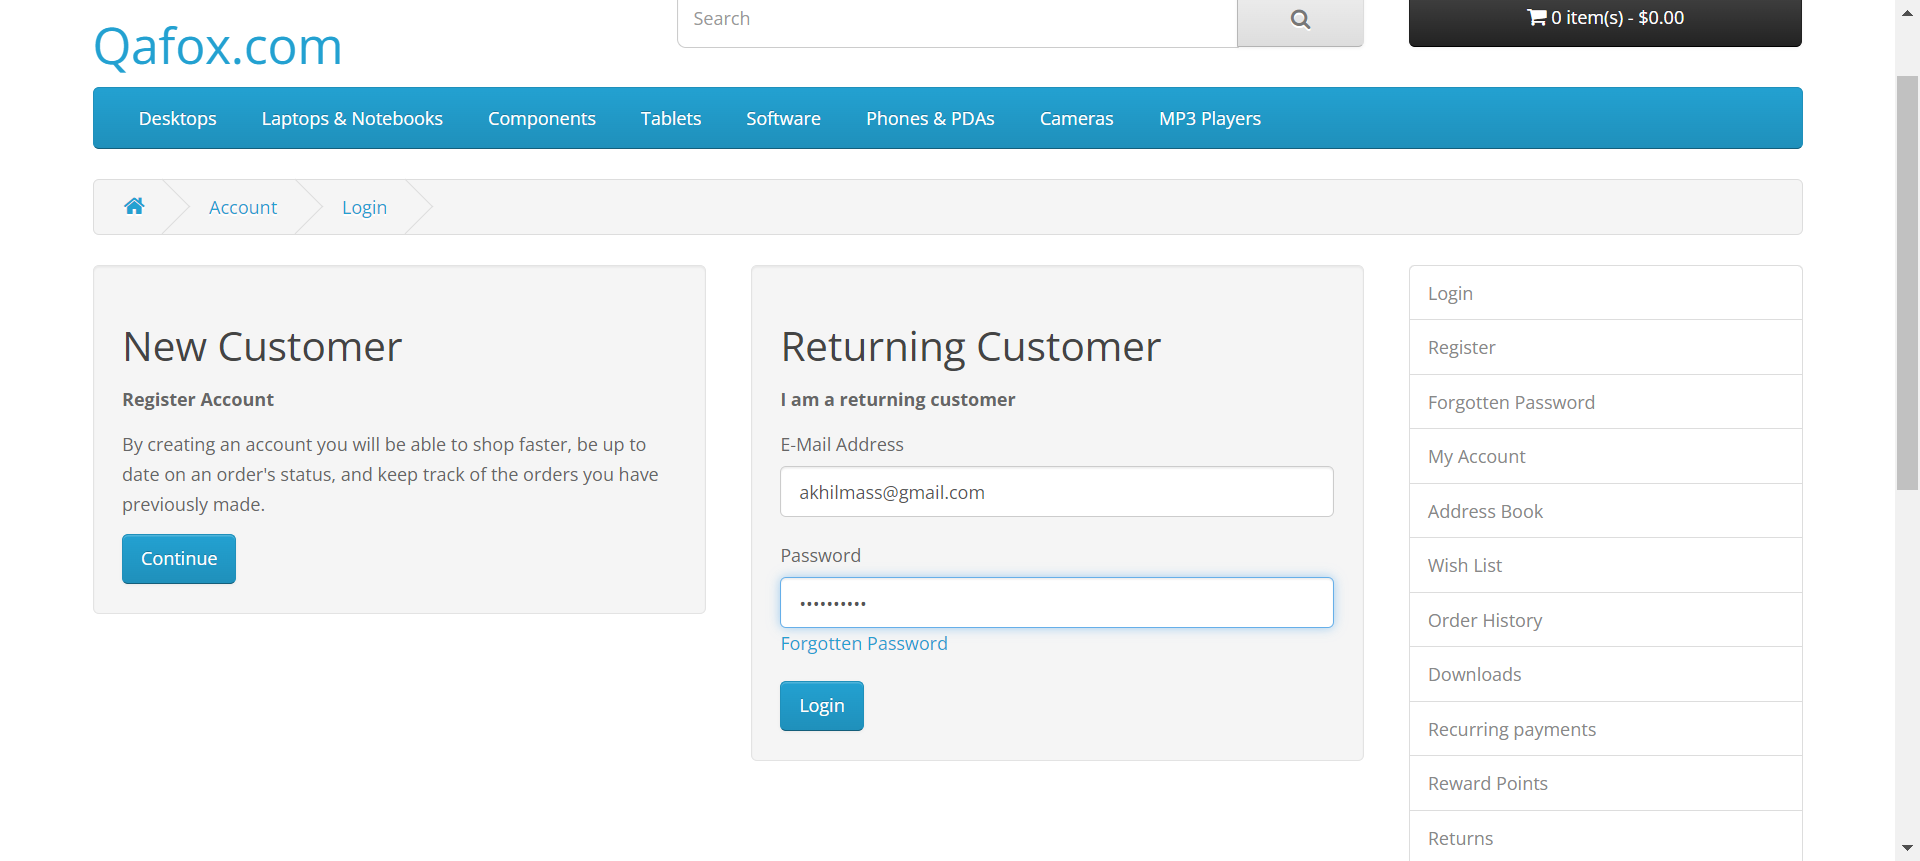 Qafox.com
Search
0 item(s) - $0.00
Desktops Laptops & Notebooks Components Tablets Software Phones & PDAs Cameras MP3 Players
Account Login
New Customer
Register Account
By creating an account you will be able to shop faster, be up to
date on an order's status, and keep track of the orders you have
previously made.
Continue
Returning Customer
I am a returning customer
E-Mail Address
akhilmass@gmail.com
Password
••••••••••
Forgotten Password
Login
Login
Register
Forgotten Password
My Account
Address Book
Wish List
Order History
Downloads
Recurring payments
Reward Points
Returns